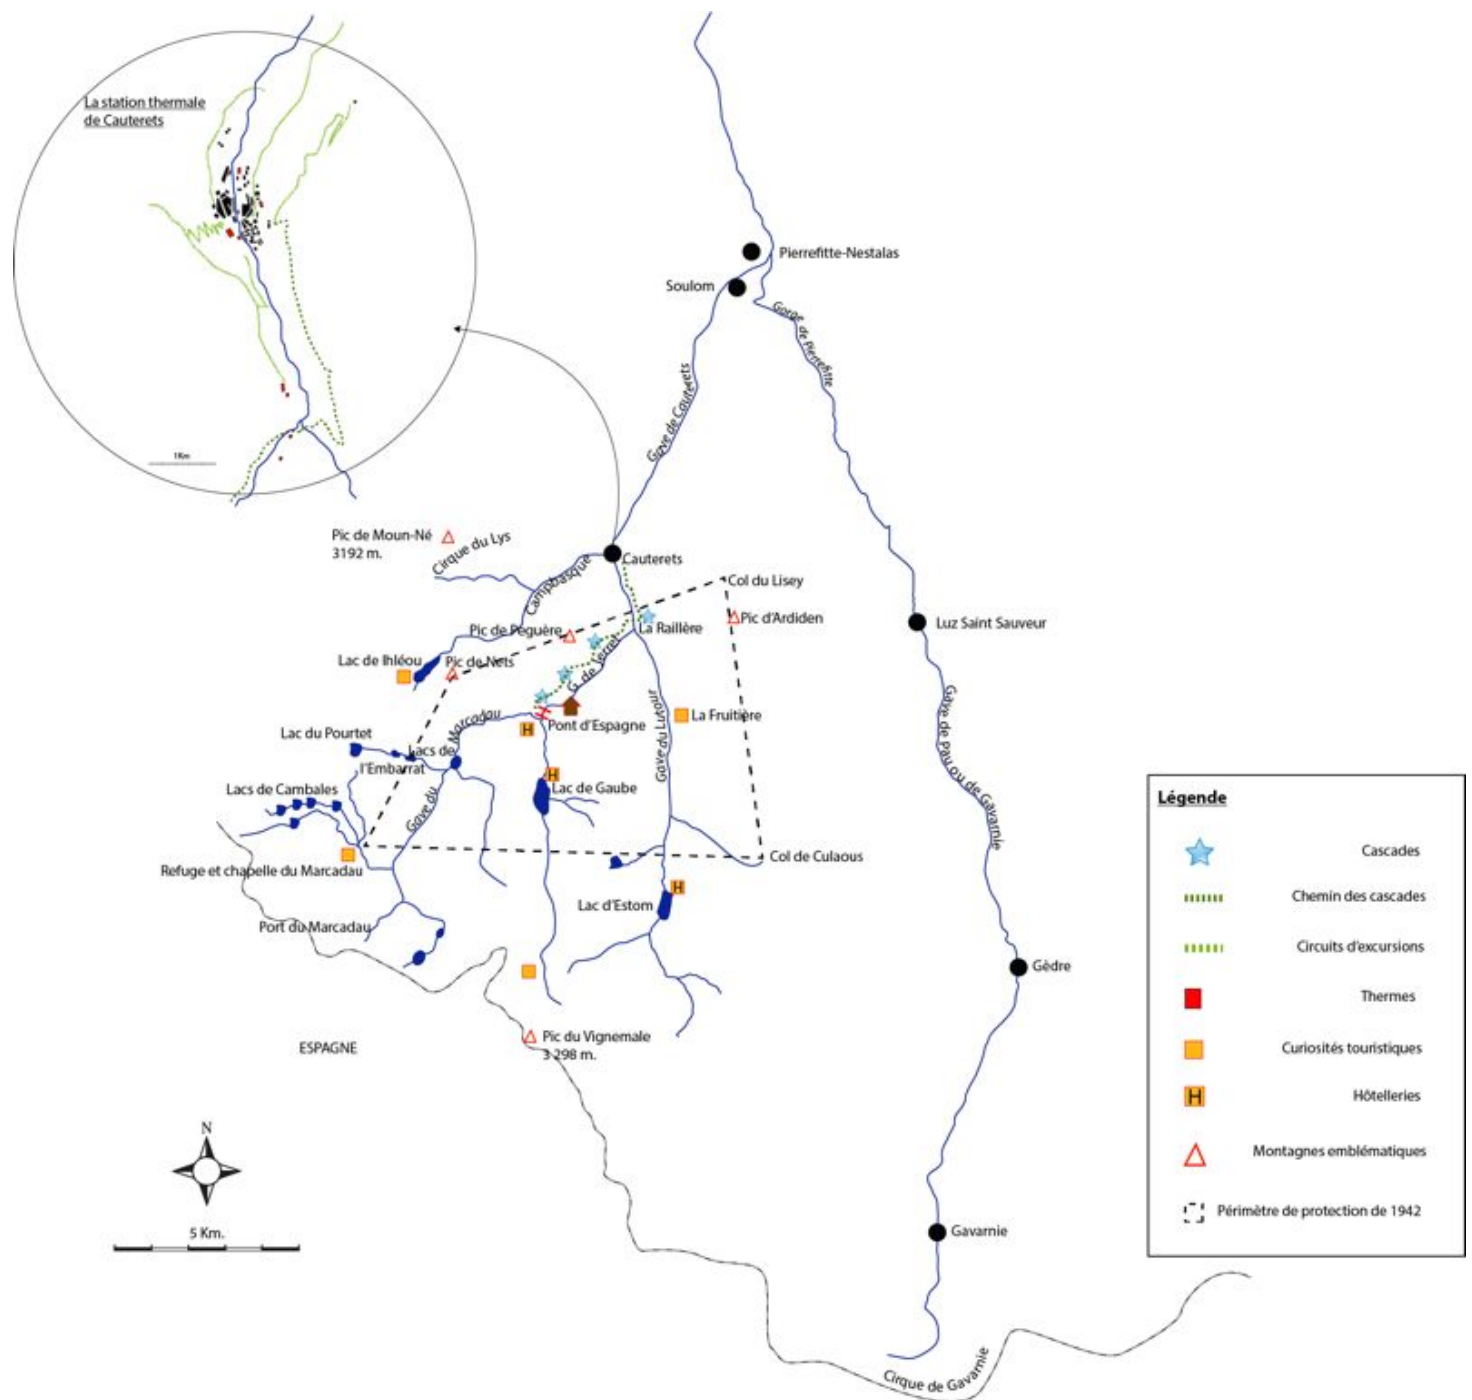 La station thermale
de Cauterets
1Km
Pierrefitte-Nestalas
Soulom
Gorge de Pierrefitte
Gave de Cauterets
Pic de Moun-Né
3192 m.
Cirque du Lys
Cauterets
Cambasque
Col du Lisey
La Raillère
Pic d'Ardiden
Luz Saint Sauveur
Pic de Péguère
Lac de Ihléou
Pic de Nets
G. de Jerret
Marcadau
Pont d'Espagne
Gave du Lutour
La Fruitière
Gave de Pau ou de Gavarnie
H
Lac du Pourtet
Lacs de
l'Embarrat
H
Lac de Gaube
Lacs de Cambales
Gave du
Refuge et chapelle du Marcadau
Col de Culaous
H
Lac d'Estom
Port du Marcadau
Gèdre
ESPAGNE
Pic du Vignemale
3 298 m.
N
5 Km.
Gavarnie
Cirque de Gavarnie
Légende
Cascades
Chemin des cascades
Circuits d'excursions
Thermes
Curiosités touristiques
H
Hôtelleries
Montagnes emblématiques
Périmètre de protection de 1942